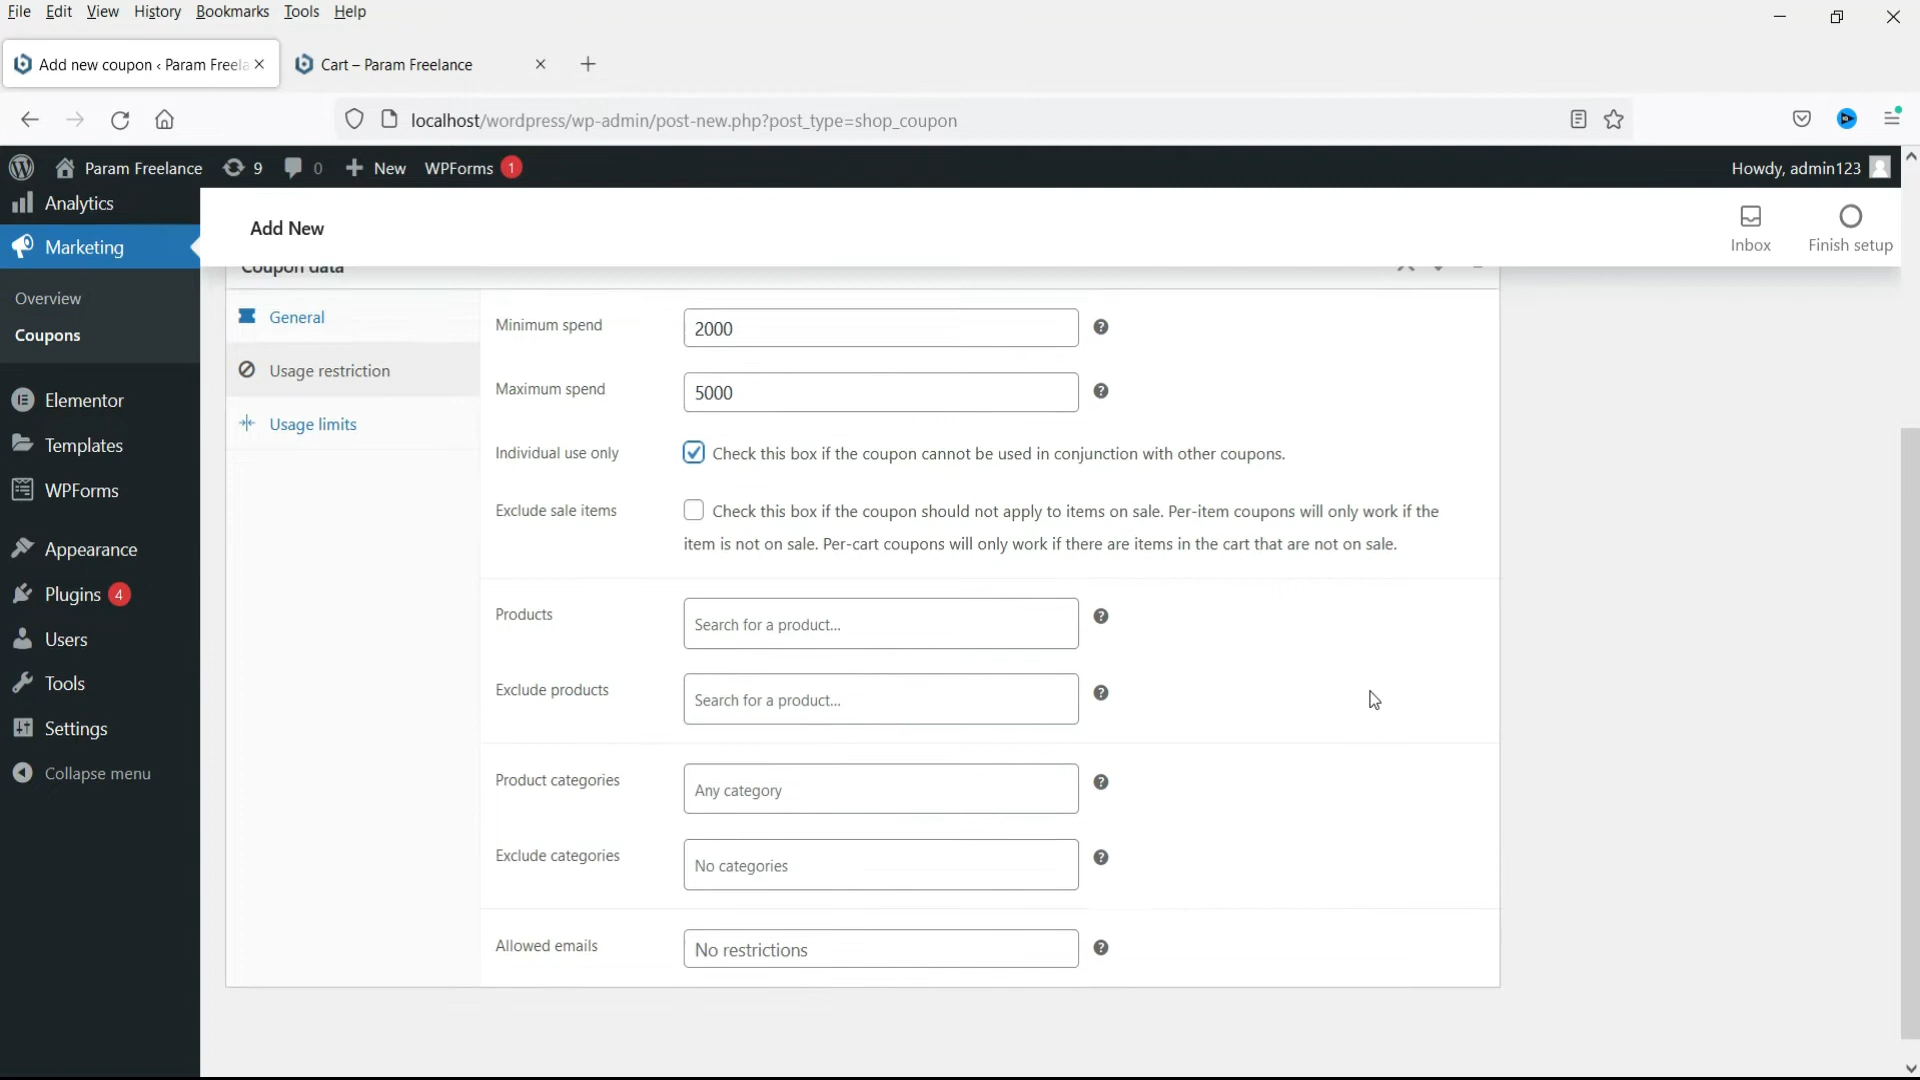 File Edit View History Bookmarks Tools Help
Add new coupon ‹ Param Freela
Cart – Param Freelance
localhost/wordpress/wp-admin/post-new.php?post_type=shop_coupon
Param Freelance 9 0 New WPForms 1 Howdy, admin123
Analytics
Marketing
Overview
Coupons
Elementor
Templates
WPForms
Appearance
Plugins 4
Users
Tools
Settings
Collapse menu
Add New
Inbox
Finish setup
Coupon data
General
Usage restriction
Usage limits
Minimum spend 2000
Maximum spend 5000
Individual use only Check this box if the coupon cannot be used in conjunction with other coupons.
Exclude sale items Check this box if the coupon should not apply to items on sale. Per-item coupons will only work if the
item is not on sale. Per-cart coupons will only work if there are items in the cart that are not on sale.
Products Search for a product...
Exclude products Search for a product...
Product categories Any category
Exclude categories No categories
Allowed emails No restrictions